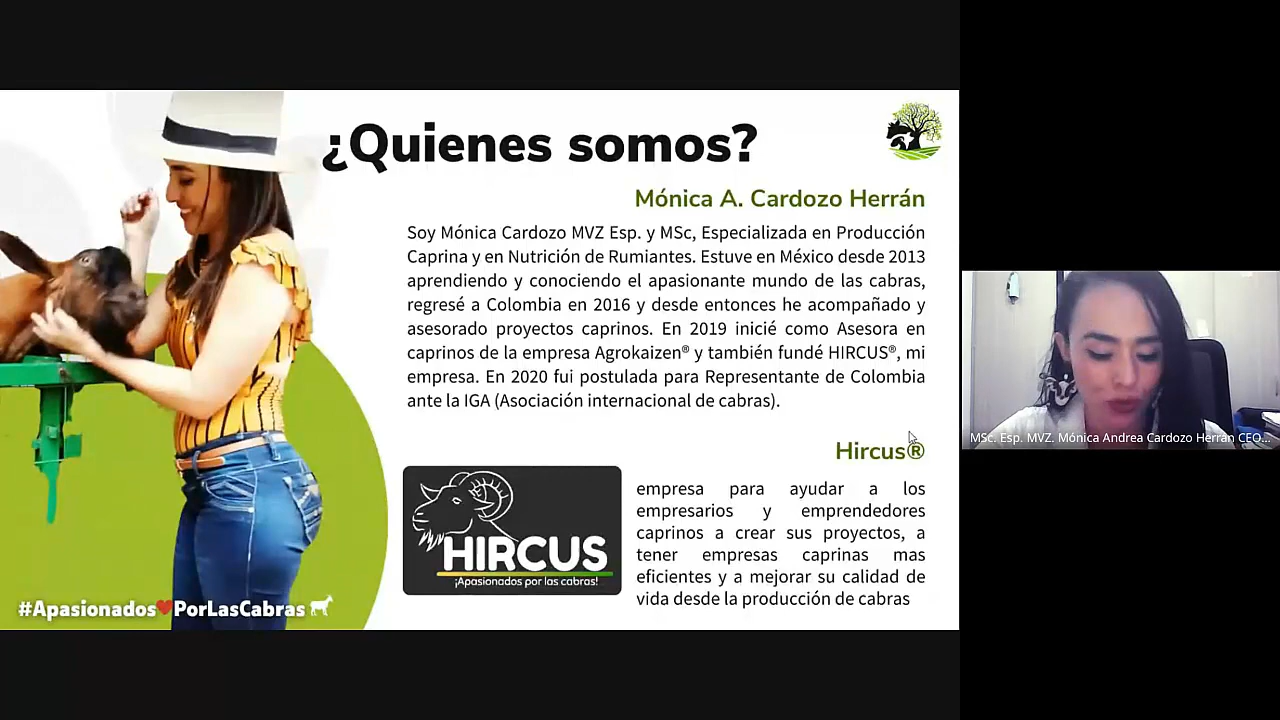 ¿Quienes somos?
Mónica A. Cardozo Herrán
Soy Mónica Cardozo MVZ Esp. y MSc, Especializada en Producción
Caprina y en Nutrición de Rumiantes. Estuve en México desde 2013
aprendiendo y conociendo el apasionante mundo de las cabras,
regresé a Colombia en 2016 y desde entonces he acompañado y
asesorado proyectos caprinos. En 2019 inicié como Asesora en
caprinos de la empresa Agrokaizen® y también fundé HIRCUS®, mi
empresa. En 2020 fui postulada para Representante de Colombia
ante la IGA (Asociación internacional de cabras).
Hircus®
empresa para ayudar a los
empresarios y emprendedores
caprinos a crear sus proyectos, a
tener empresas caprinas mas
eficientes y a mejorar su calidad de
vida desde la producción de cabras
HIRCUS
¡Apasionados por las cabras!
#Apasionados❤PorLasCabras
MSc. Esp. MVZ. Mónica Andrea Cardozo Herrán CEO...